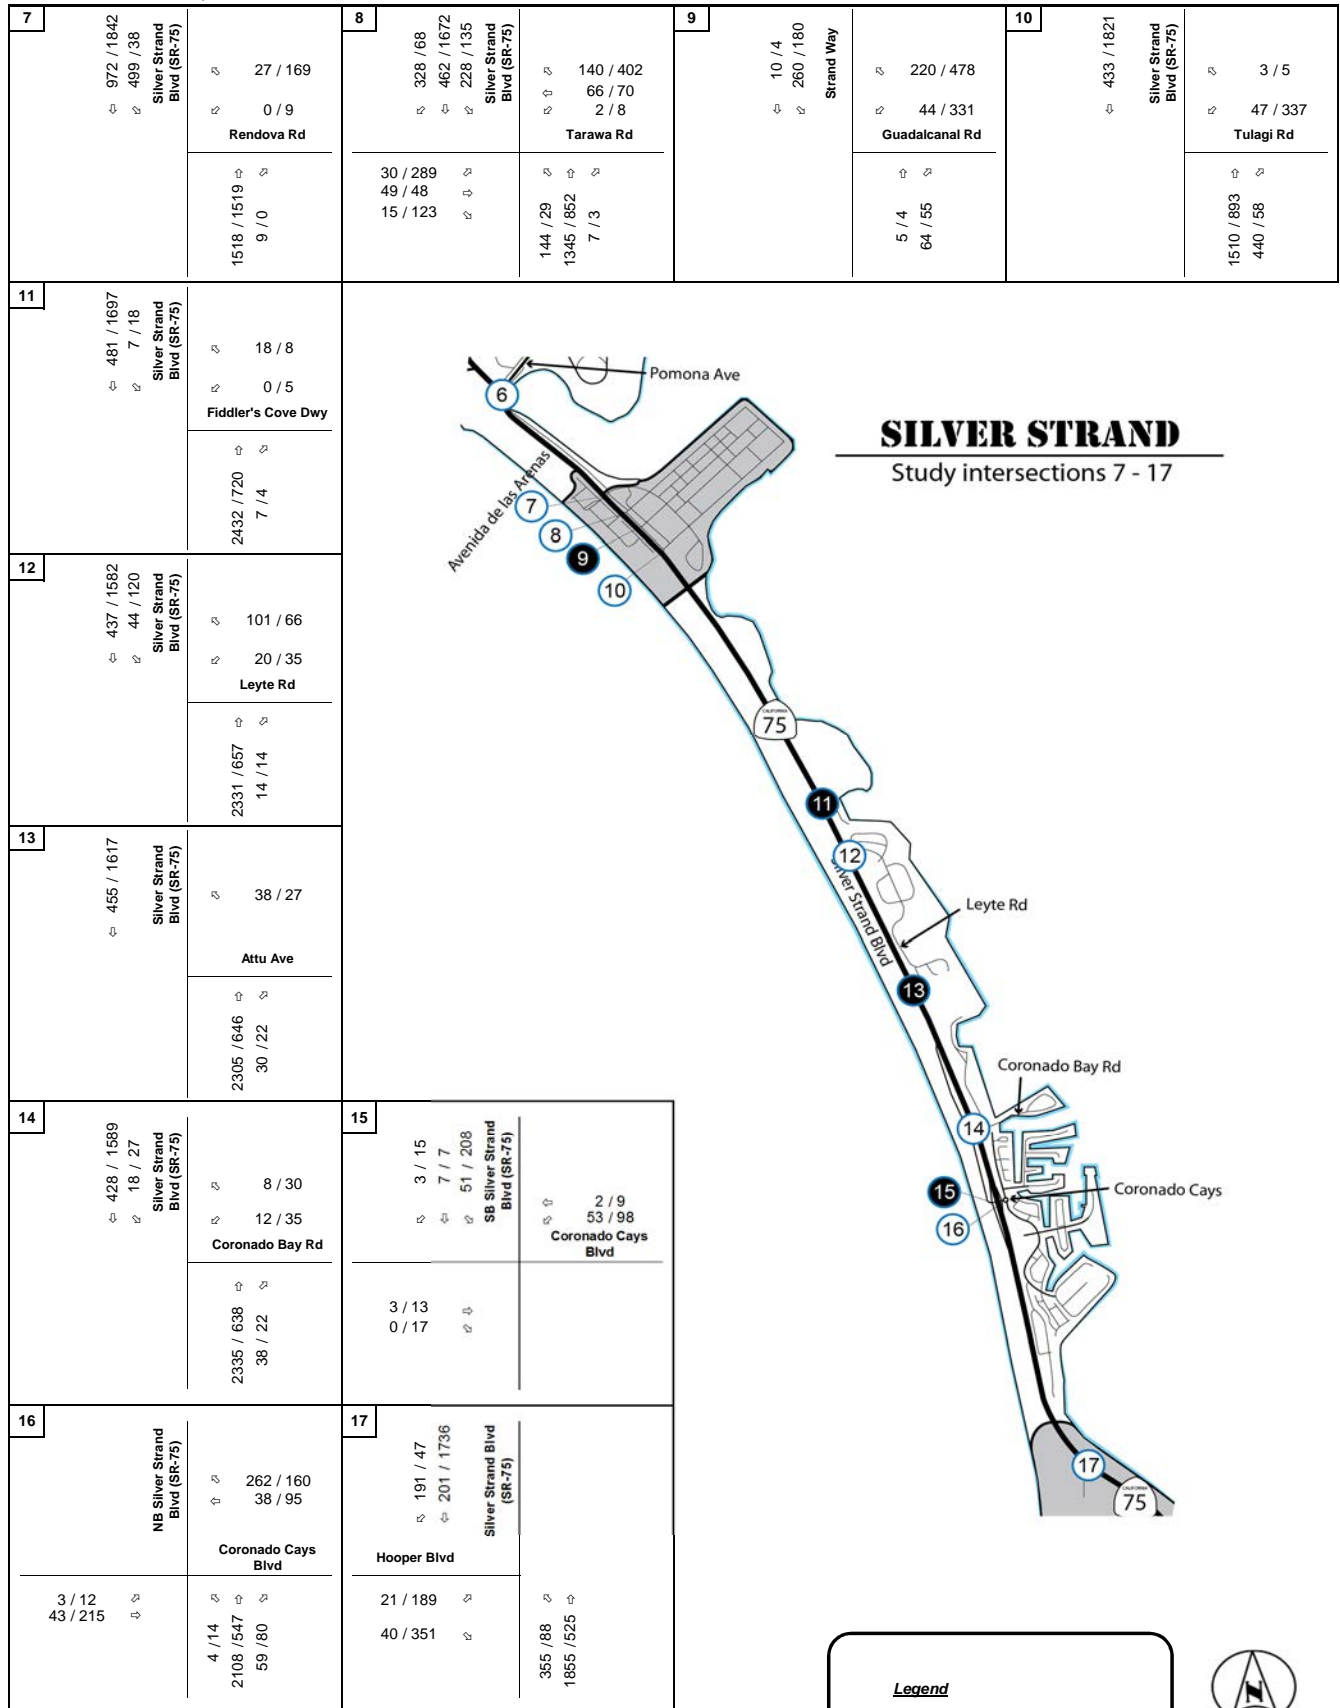 7
972 / 1842
499 / 38
Silver Strand
Blvd (SR-75)
27 / 169
0 / 9
Rendova Rd
1518 / 1519
9 / 0
8
328 / 68
462 / 1672
228 / 135
Silver Strand
Blvd (SR-75)
140 / 402
66 / 70
2 / 8
Tarawa Rd
30 / 289
49 / 48
15 / 123
144 / 29
1345 / 852
7 / 3
9
10 / 4
260 / 180
Strand Way
220 / 478
44 / 331
Guadalcanal Rd
5 / 4
64 / 55
10
433 / 1821
Silver Strand
Blvd (SR-75)
3 / 5
47 / 337
Tulagi Rd
1510 / 893
440 / 58
11
481 / 1697
7 / 18
Silver Strand
Blvd (SR-75)
18 / 8
0 / 5
Fiddler's Cove Dwy
2432 / 720
7 / 4
12
437 / 1582
44 / 120
Silver Strand
Blvd (SR-75)
101 / 66
20 / 35
Leyte Rd
2331 / 657
14 / 14
13
455 / 1617
Silver Strand
Blvd (SR-75)
38 / 27
Attu Ave
2305 / 646
30 / 22
14
428 / 1589
18 / 27
Silver Strand
Blvd (SR-75)
8 / 30
12 / 35
Coronado Bay Rd
2335 / 638
38 / 22
15
3 / 15
7 / 7
51 / 208
SB Silver Strand
Blvd (SR-75)
2 / 9
53 / 98
Coronado Cays
Blvd
3 / 13
0 / 17
16
NB Silver Strand
Blvd (SR-75)
262 / 160
38 / 95
Coronado Cays
Blvd
3 / 12
43 / 215
4 / 14
2108 / 547
59 / 80
17
191 / 47
201 / 1736
Silver Strand Blvd
(SR-75)
Hooper Blvd
21 / 189
40 / 351
355 / 88
1855 / 525
SILVER STRAND
Study intersections 7 - 17
Pomona Ave
6
Avenida de las Arenas
7
8
9
10
CALIFORNIA
75
11
12
Silver Strand Blvd
Leyte Rd
13
Coronado Bay Rd
14
15
Coronado Cays
16
17
CALIFORNIA
75
Legend
N